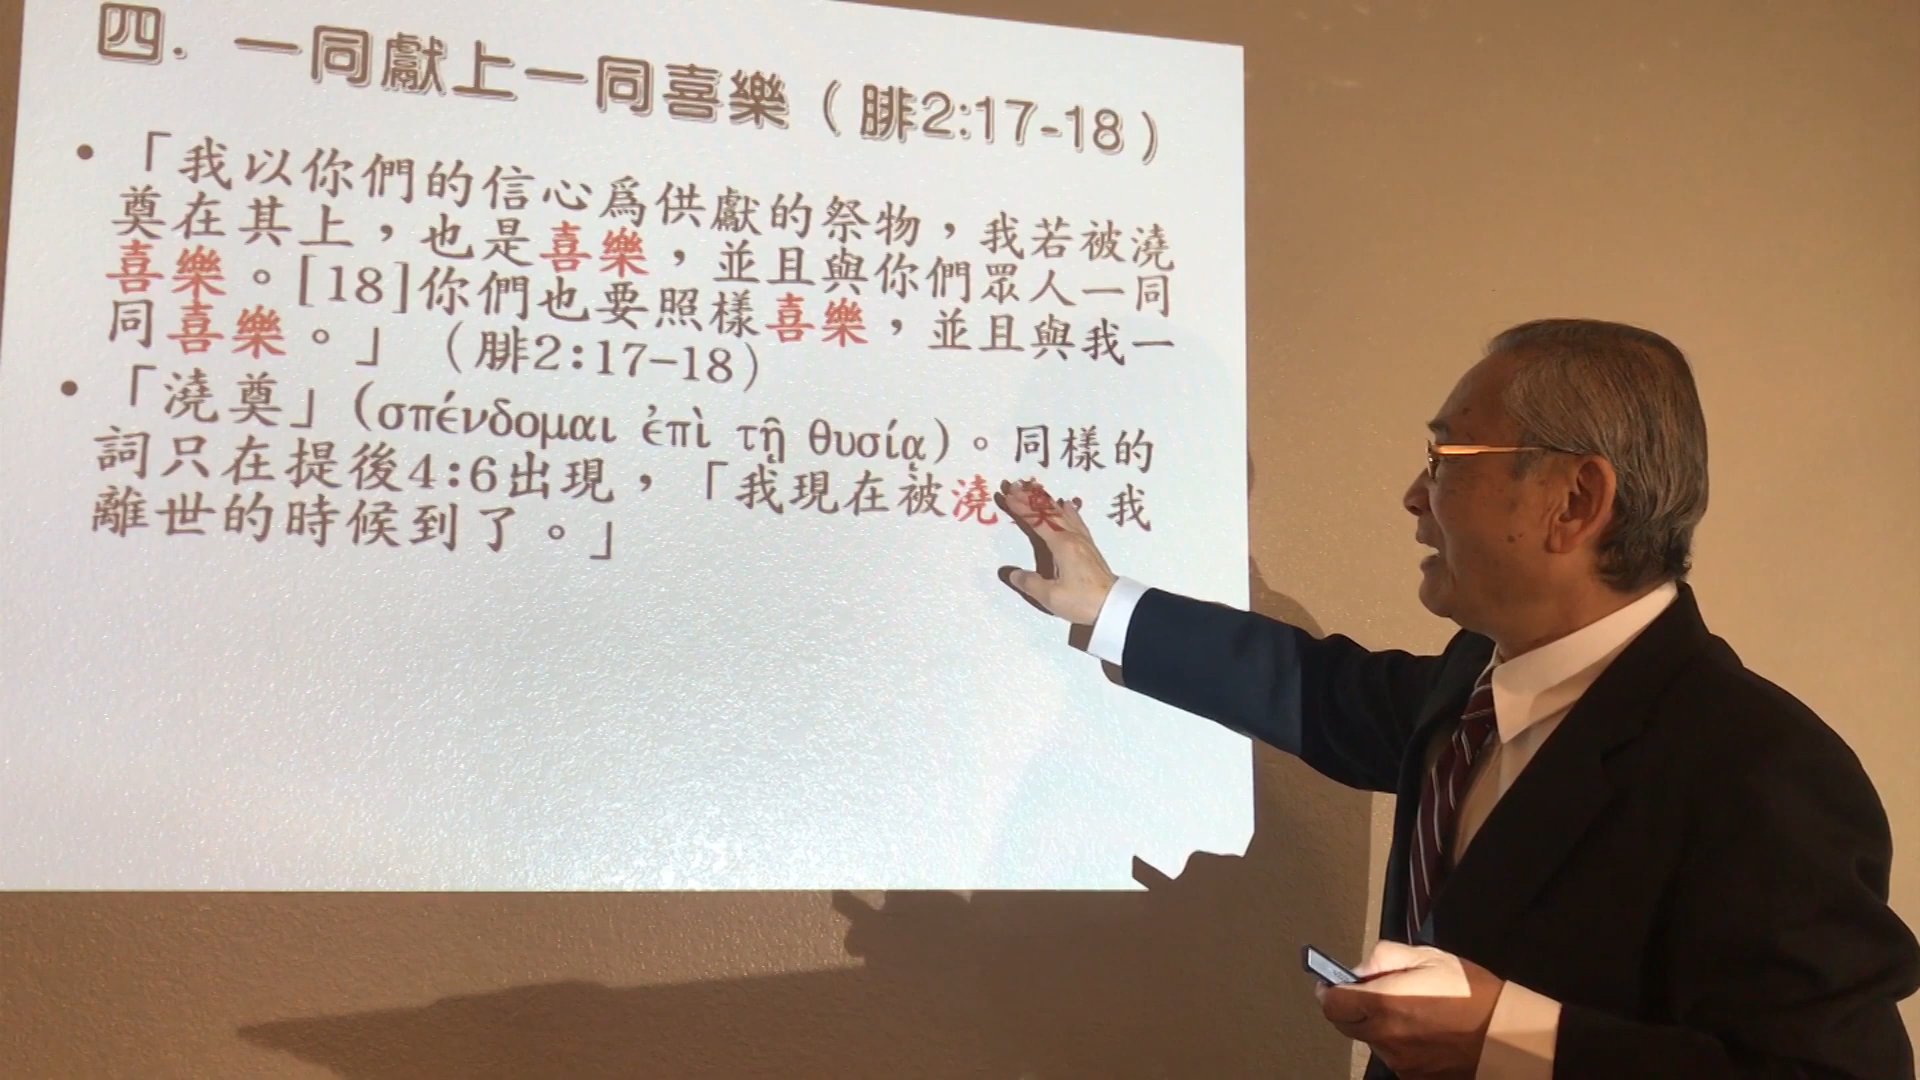 四. 一同獻上一同喜樂（腓2:17-18）
• 「我以你們的信心爲供獻的祭物，我若被澆
奠在其上，也是喜樂，並且與你們眾人一同
喜樂。[18]你們也要照樣喜樂，並且與我一
同喜樂。」（腓2:17-18）
• 「澆奠」(σπένδομαι ἐπὶ τῇ θυσίᾳ)。同樣的
詞只在提後4:6出現，「我現在被澆奠，我
離世的時候到了。」